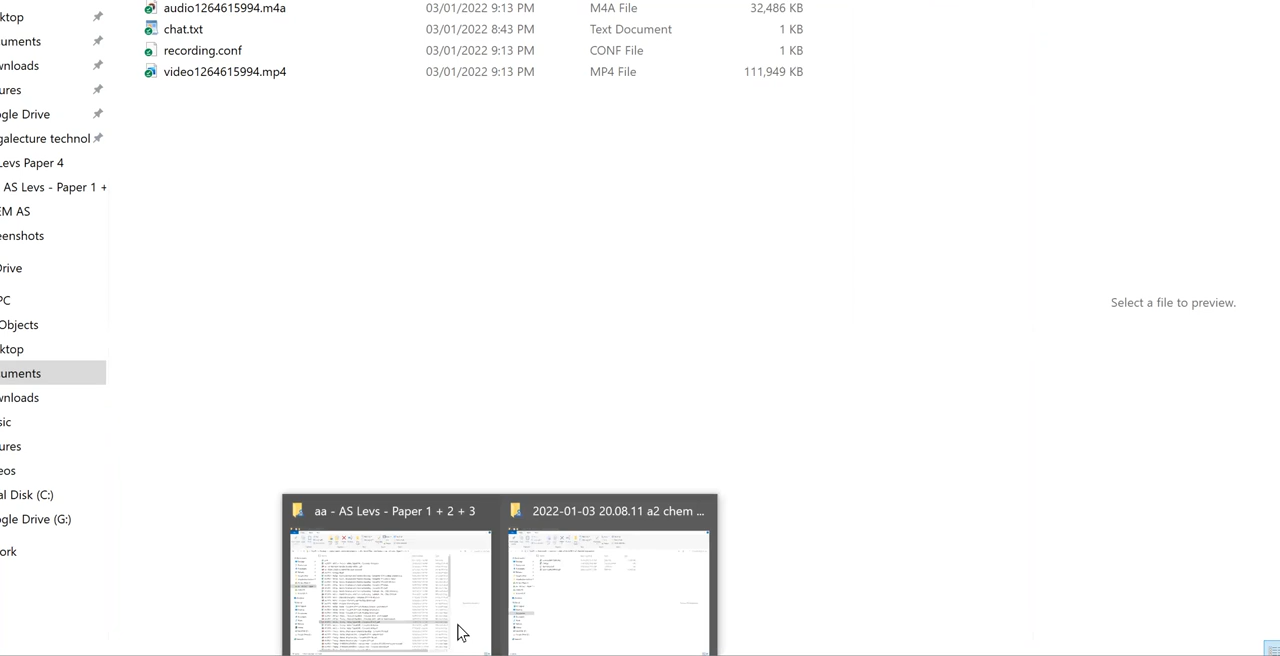 audio1264615994.m4a 03/01/2022 9:13 PM M4A File 32,486 KB
ktop
chat.txt 03/01/2022 8:43 PM Text Document 1 KB
uments
recording.conf 03/01/2022 9:13 PM CONF File 1 KB
wnloads
video1264615994.mp4 03/01/2022 9:13 PM MP4 File 111,949 KB
ures
ogle Drive
galecture technol
Levs Paper 4
AS Levs - Paper 1 +
EM AS
eenshots
Drive
PC
Select a file to preview.
Objects
ktop
uments
wnloads
sic
ures
eos
al Disk (C:)
aa - AS Levs - Paper 1 + 2 + 3
2022-01-03 20.08.11 a2 chem ...
gle Drive (G:)
ork